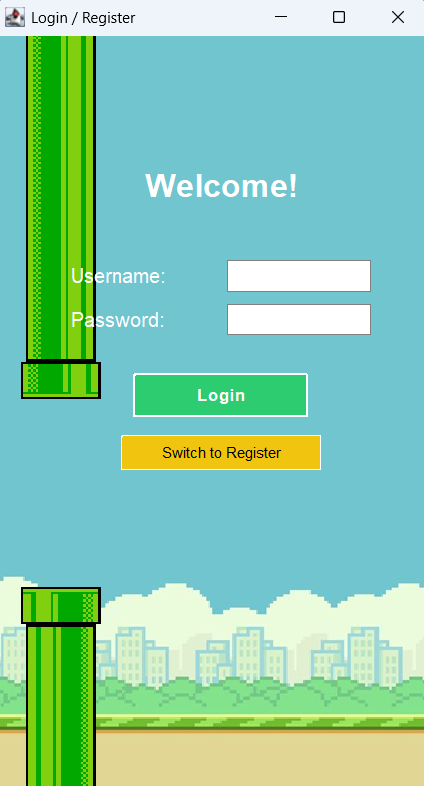 Login / Register
Welcome!
Username:
Password:
Login
Switch to Register